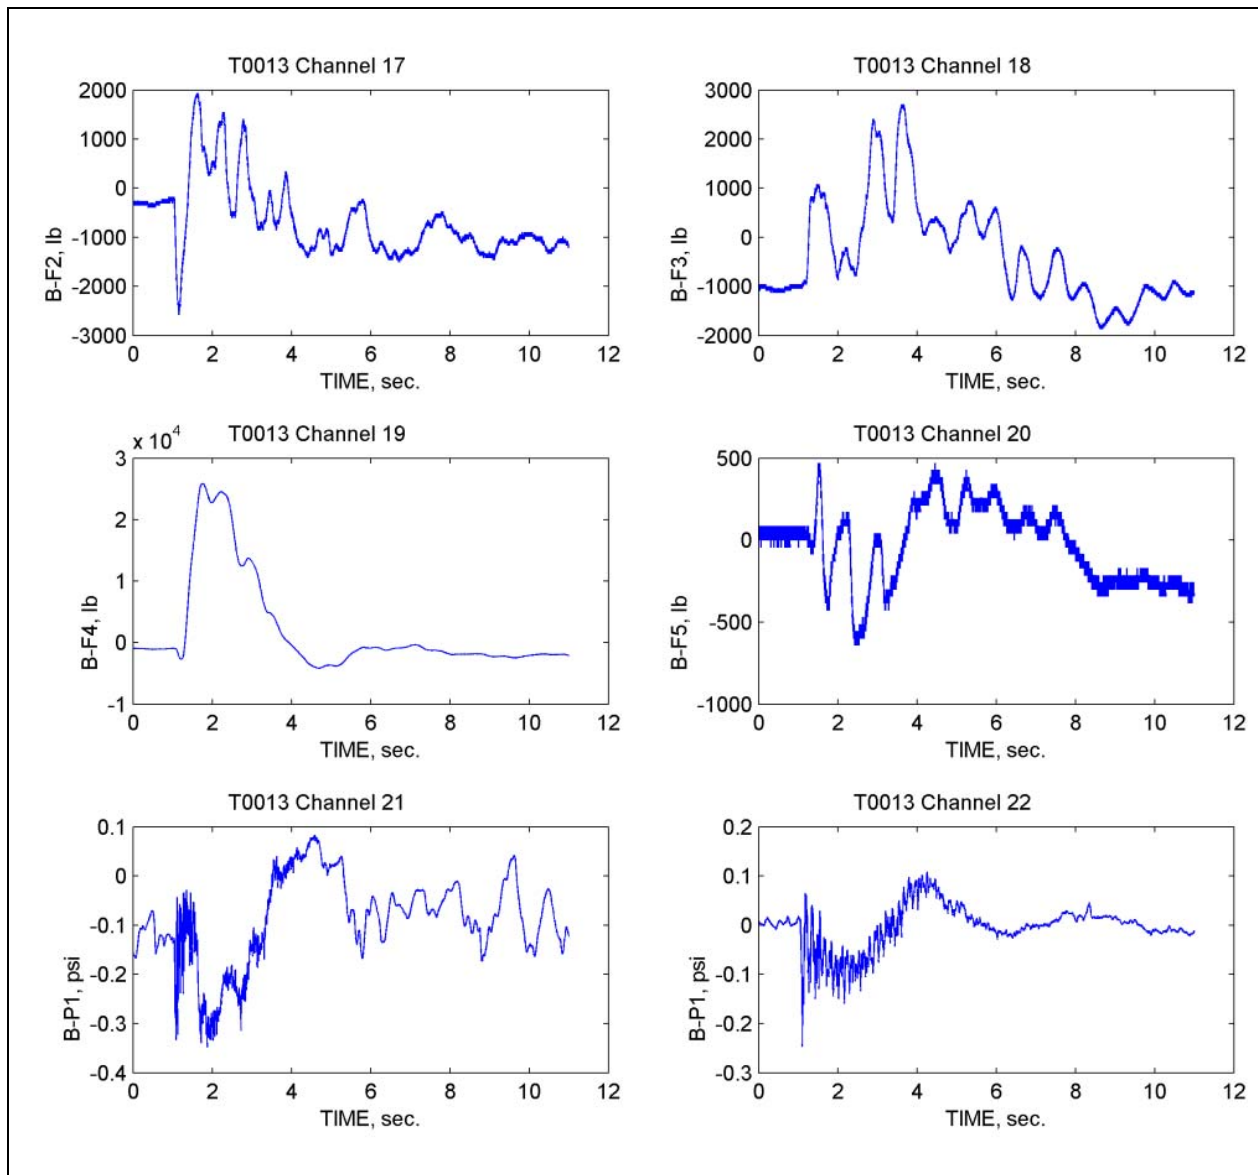 T0013 Channel 17
2000
1000
0
-1000
-2000
-3000
B-F2, lb
0 2 4 6 8 10 12
TIME, sec.
T0013 Channel 18
3000
2000
1000
0
-1000
-2000
B-F3, lb
0 2 4 6 8 10 12
TIME, sec.
T0013 Channel 19
x 10^4
3
2
1
0
-1
B-F4, lb
0 2 4 6 8 10 12
TIME, sec.
T0013 Channel 20
500
0
-500
-1000
B-F5, lb
0 2 4 6 8 10 12
TIME, sec.
T0013 Channel 21
0.1
0
-0.1
-0.2
-0.3
-0.4
B-P1, psi
0 2 4 6 8 10 12
TIME, sec.
T0013 Channel 22
0.2
0.1
0
-0.1
-0.2
-0.3
B-P1, psi
0 2 4 6 8 10 12
TIME, sec.